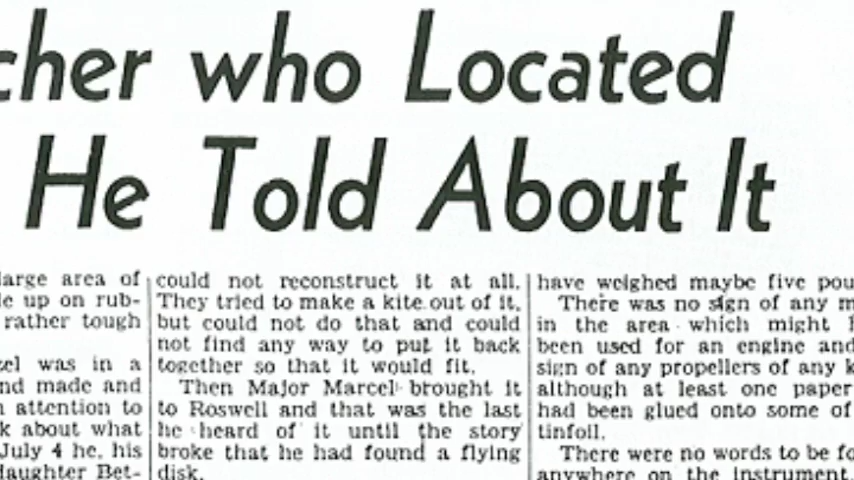 cher who Located
He Told About It
large area of
le up on rub-
rather tough
zel was in a
nd made and
attention to
k about what
July 4 he, his
daughter Bet-
could not reconstruct it at all.
They tried to make a kite out of it,
but could not do that and could
not find any way to put it back
together so that it would fit.
Then Major Marcel brought it
to Roswell and that was the last
he heard of it until the story
broke that he had found a flying
disk.
have weighed maybe five pou
There was no sign of any m
in the area which might
been used for an engine and
sign of any propellers of any k
although at least one paper
had been glued onto some of
tinfoil.
There were no words to be fo
anywhere on the instrument,